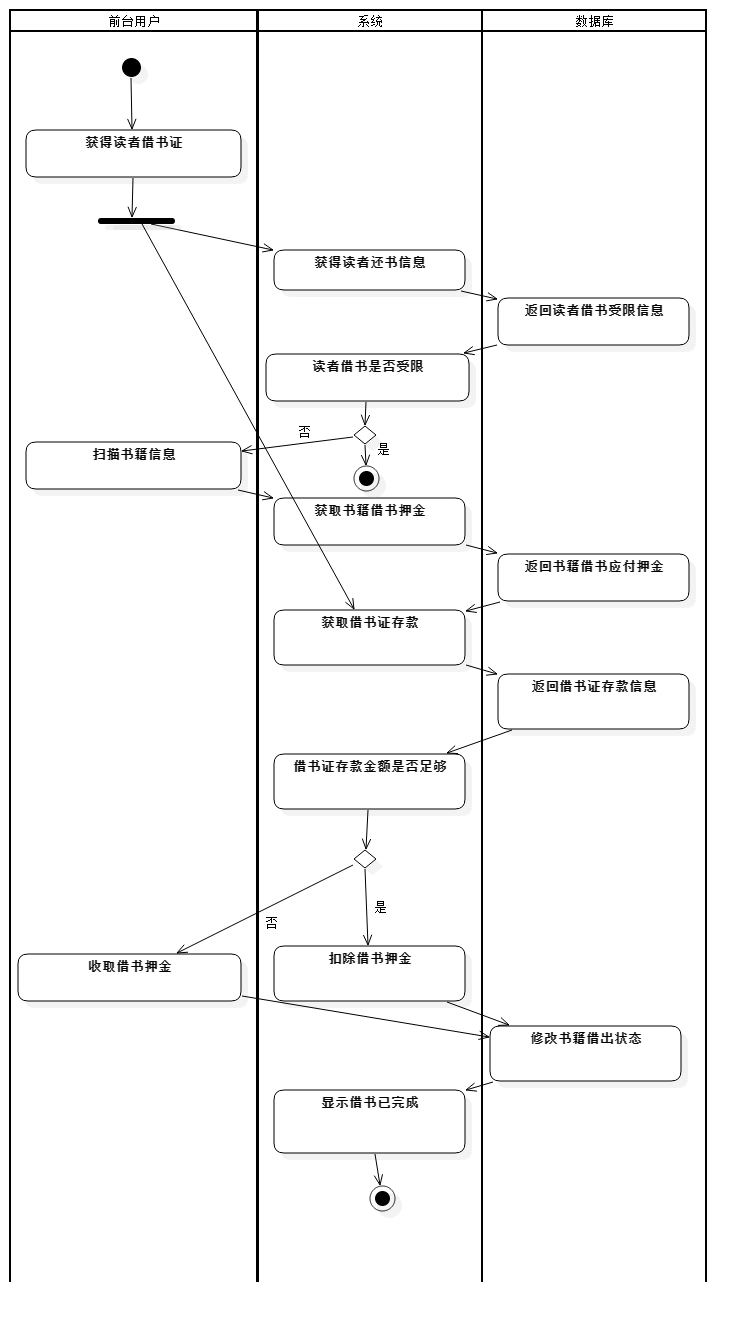 前台用户
系统
数据库
获得读者借书证
获得读者还书信息
返回读者借书受限信息
读者借书是否受限
否
是
扫描书籍信息
获取书籍借书押金
返回书籍借书应付押金
获取借书证存款
返回借书证存款信息
借书证存款金额是否足够
是
否
收取借书押金
扣除借书押金
修改书籍借出状态
显示借书已完成